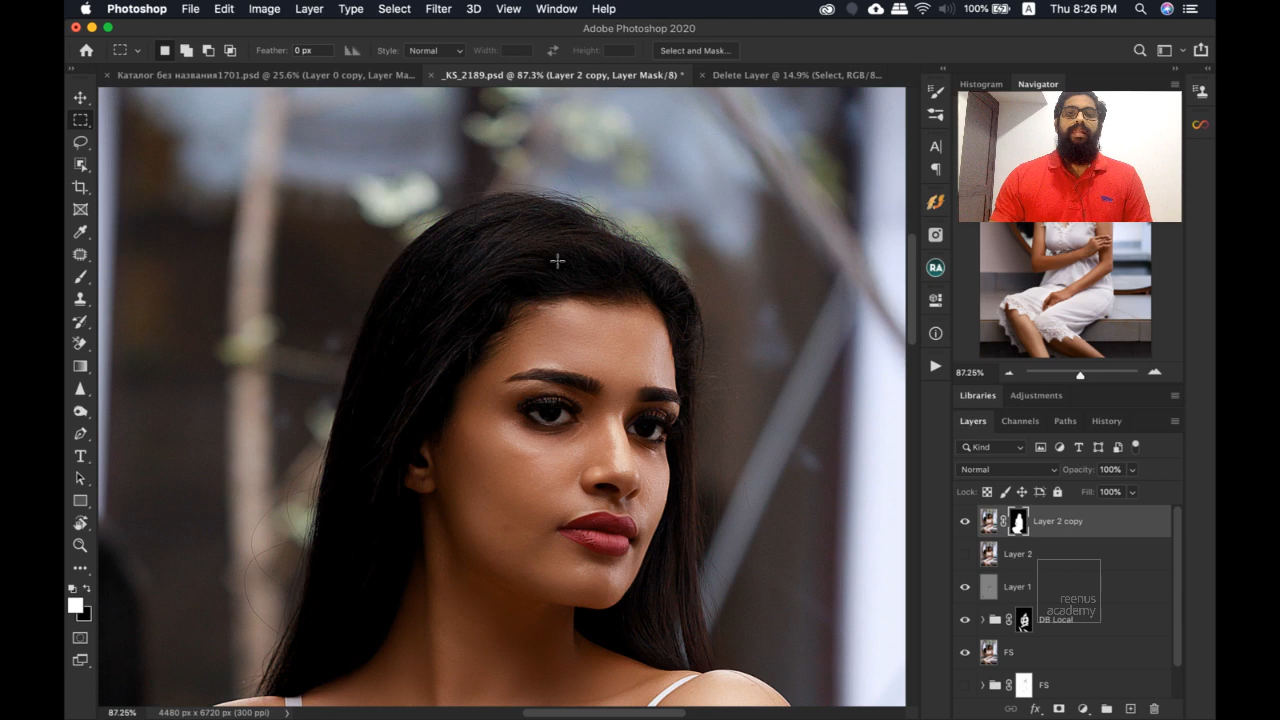 Photoshop File Edit Image Layer Type Select Filter 3D View Window Help 100% A Thu 8:26 PM
Adobe Photoshop 2020
Feather: 0 px Style: Normal Width: Height: Select and Mask...
× Каталог без названия1701.psd @ 25.6% (Layer 0 copy, Layer Ma... × _KS_2189.psd @ 87.3% (Layer 2 copy, Layer Mask/8) * × Delete Layer @ 14.9% (Select, RGB/8...
Histogram Navigator
A|
RA
87.25%
Libraries Adjustments
Layers Channels Paths History
Kind
Normal Opacity: 100%
Lock: Fill: 100%
Layer 2 copy
Layer 2
Layer 1
reenus
academy
DB Local
FS
FS
87.25% 4480 px x 6720 px (300 ppi)
fx